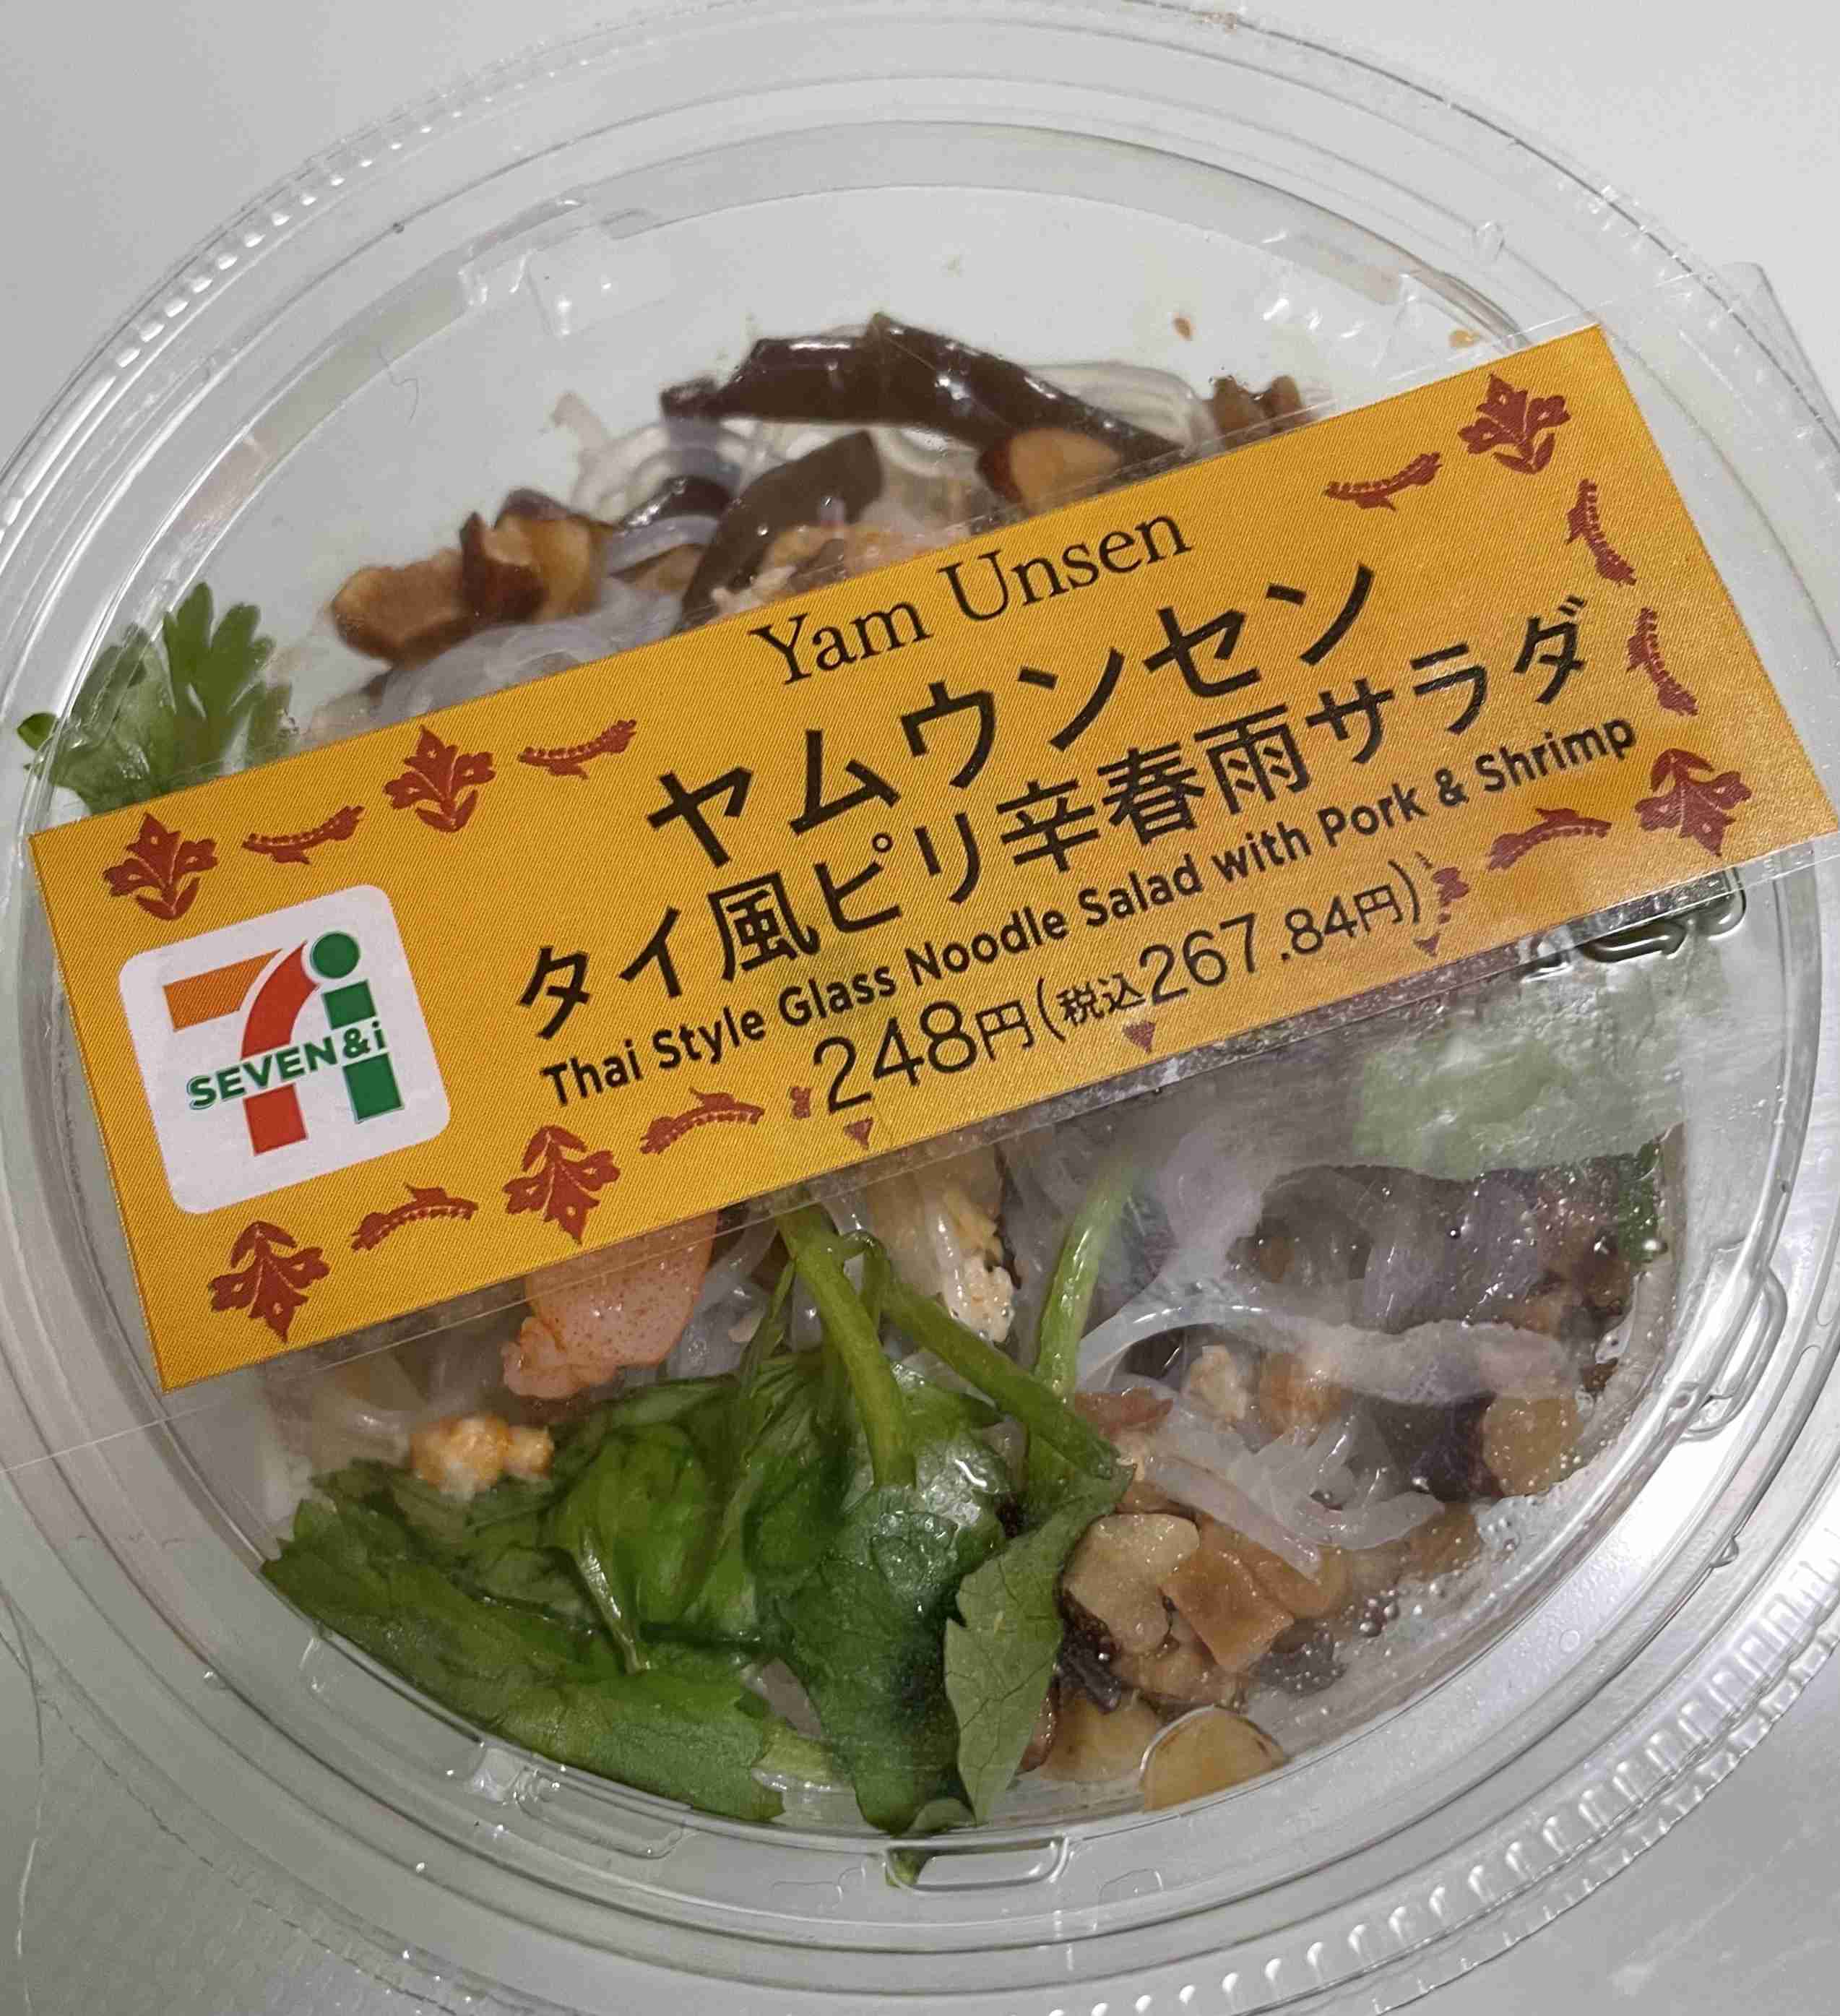 Yam Unsen
ヤムウンセン
タイ風ピリ辛春雨サラダ
Thai Style Glass Noodle Salad with Pork & Shrimp
248円(税込267.84円)
7i
SEVEN&i